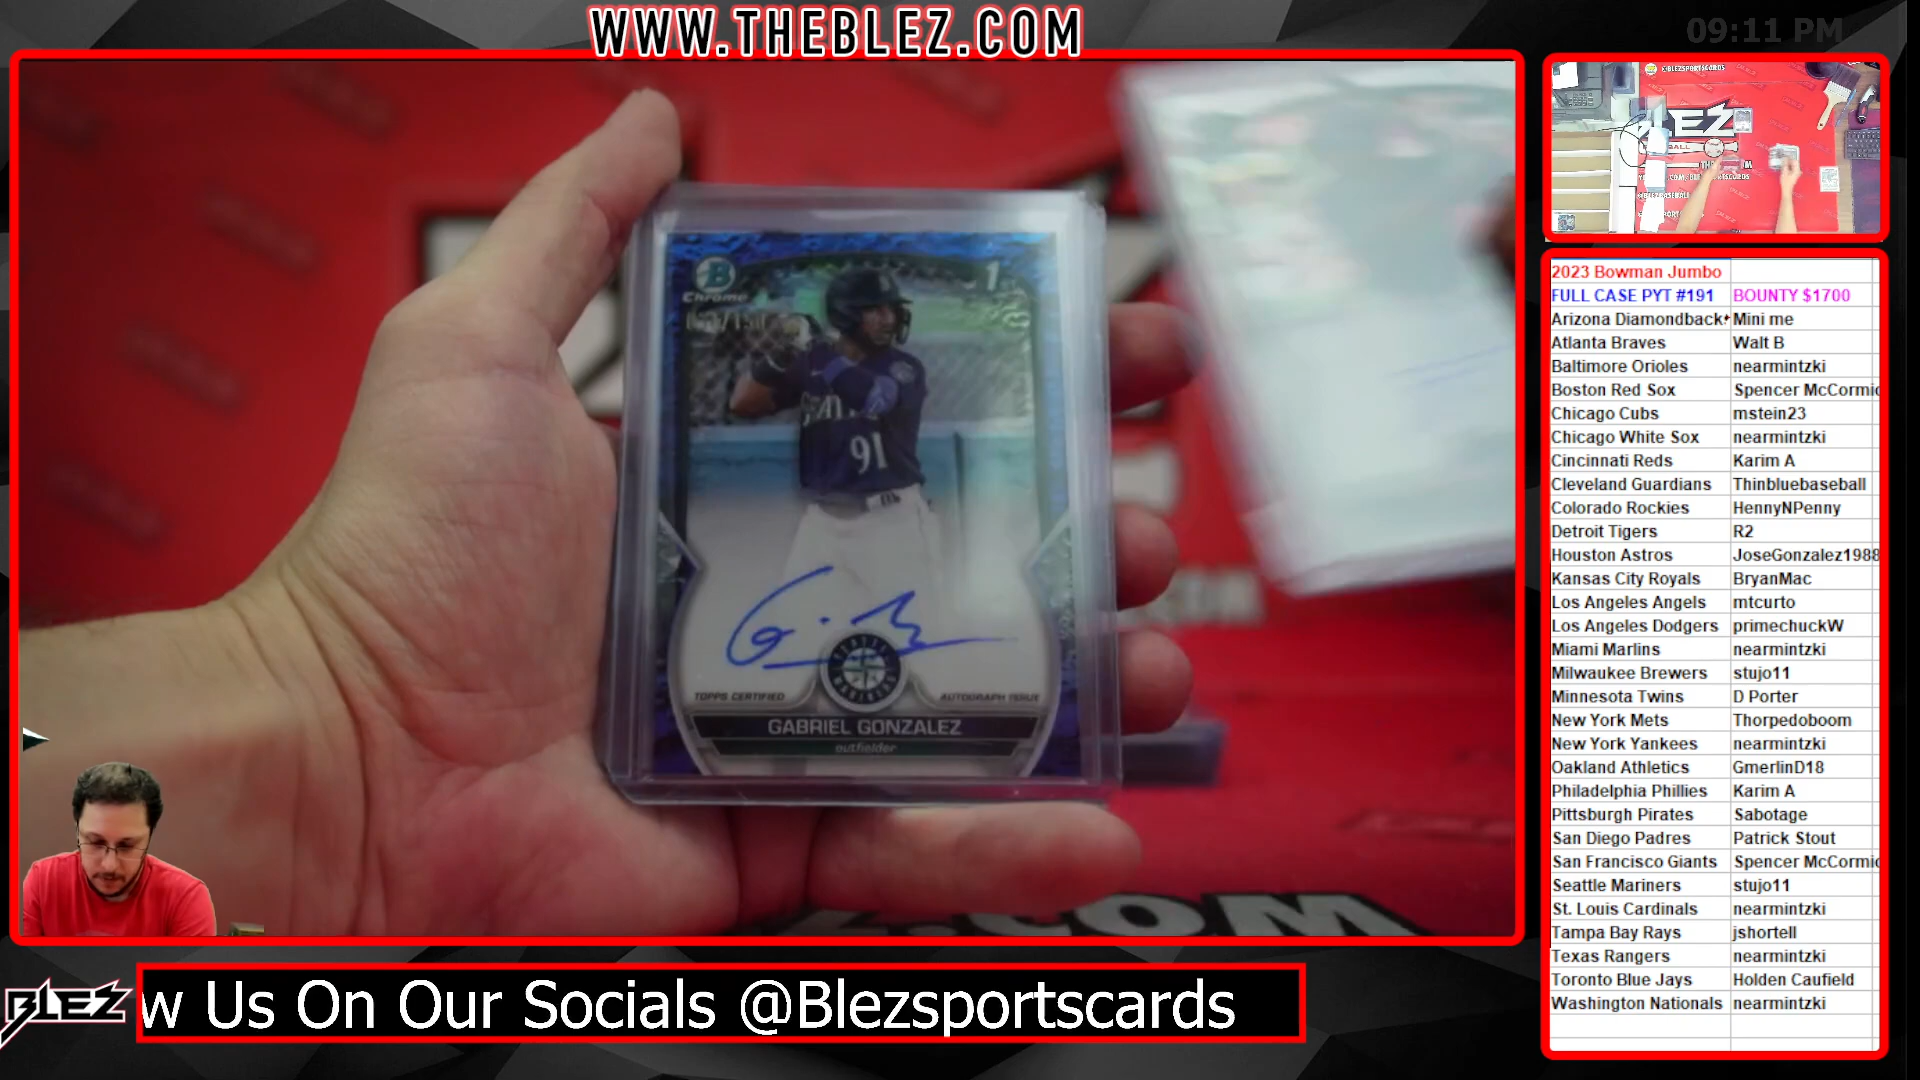 WWW.THEBLEZ.COM
09:11 PM
@BLEZSPORTSCARDS
B
Chrome
1st
91
TOPPS CERTIFIED
AUTOGRAPH ISSUE
GABRIEL GONZALEZ
outfielder
.COM
2023 Bowman Jumbo
FULL CASE PYT #191 BOUNTY $1700
Arizona Diamondback Mini me
Atlanta Braves Walt B
Baltimore Orioles nearmintzki
Boston Red Sox Spencer McCormic
Chicago Cubs mstein23
Chicago White Sox nearmintzki
Cincinnati Reds Karim A
Cleveland Guardians Thinbluebaseball
Colorado Rockies HennyNPenny
Detroit Tigers R2
Houston Astros JoseGonzalez1988
Kansas City Royals BryanMac
Los Angeles Angels mtcurto
Los Angeles Dodgers primechuckW
Miami Marlins nearmintzki
Milwaukee Brewers stujo11
Minnesota Twins D Porter
New York Mets Thorpedoboom
New York Yankees nearmintzki
Oakland Athletics GmerlinD18
Philadelphia Phillies Karim A
Pittsburgh Pirates Sabotage
San Diego Padres Patrick Stout
San Francisco Giants Spencer McCormic
Seattle Mariners stujo11
St. Louis Cardinals nearmintzki
Tampa Bay Rays jshortell
Texas Rangers nearmintzki
Toronto Blue Jays Holden Caufield
Washington Nationals nearmintzki
BLEZ
w Us On Our Socials @Blezsportscards